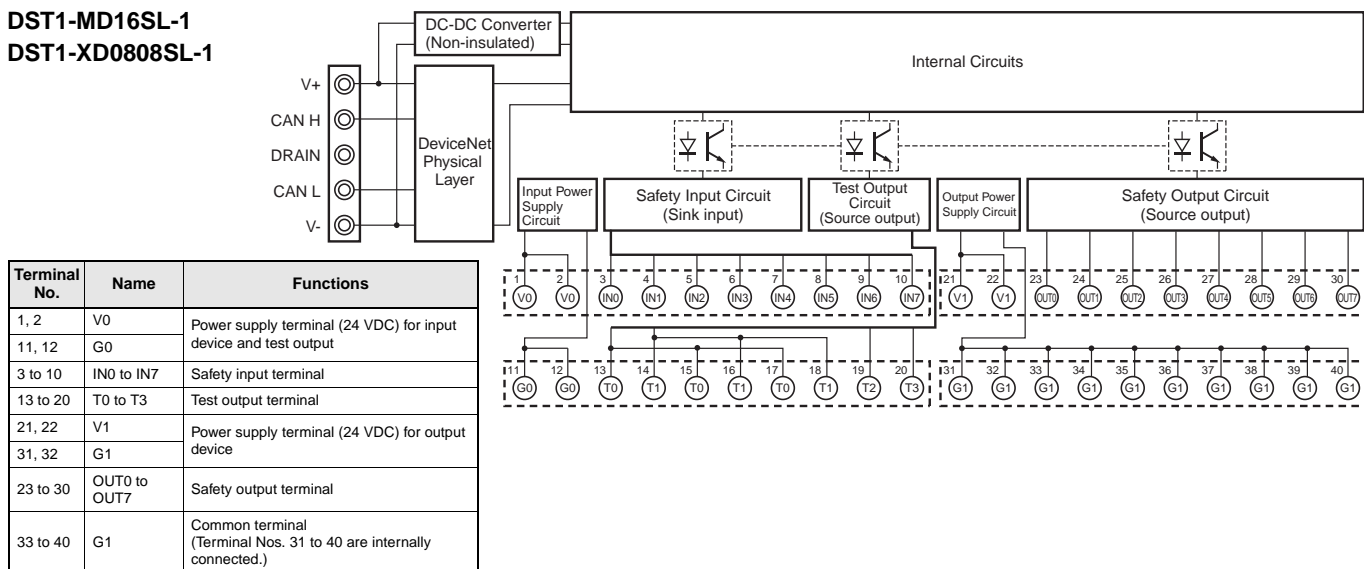 DST1-MD16SL-1
DST1-XD0808SL-1
DC-DC Converter
(Non-insulated)
Internal Circuits
V+
CAN H
DRAIN
CAN L
V-
DeviceNet
Physical
Layer
Input Power
Supply
Circuit
Safety Input Circuit
(Sink input)
Test Output
Circuit
(Source output)
Output Power
Supply Circuit
Safety Output Circuit
(Source output)
1 2 3 4 5 6 7 8 9 10 21 22 23 24 25 26 27 28 29 30
V0 V0 IN0 IN1 IN2 IN3 IN4 IN5 IN6 IN7 V1 V1 OUT0 OUT1 OUT2 OUT3 OUT4 OUT5 OUT6 OUT7
11 12 13 14 15 16 17 18 19 20 31 32 33 34 35 36 37 38 39 40
G0 G0 T0 T1 T0 T1 T0 T1 T2 T3 G1 G1 G1 G1 G1 G1 G1 G1 G1 G1
Terminal No. Name Functions
1, 2 V0 Power supply terminal (24 VDC) for input
11, 12 G0 device and test output
3 to 10 IN0 to IN7 Safety input terminal
13 to 20 T0 to T3 Test output terminal
21, 22 V1 Power supply terminal (24 VDC) for output
31, 32 G1 device
23 to 30 OUT0 to OUT7 Safety output terminal
33 to 40 G1 Common terminal
(Terminal Nos. 31 to 40 are internally
connected.)